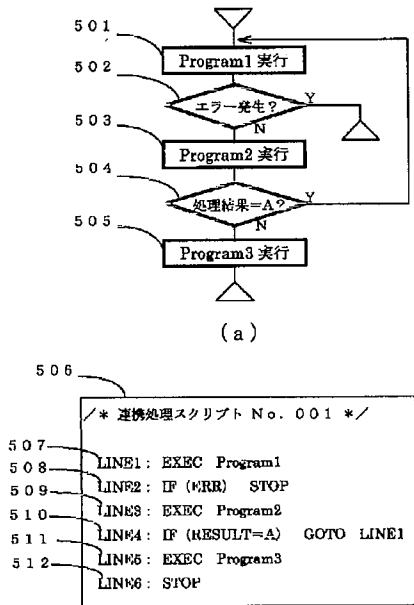 501
Program1 実行
502
エラー発生?
Y
N
503
Program2 実行
504
処理結果=A?
Y
N
505
Program3 実行
(a)
506
/* 連携処理スクリプト No. 001 */
507
LINE1: EXEC Program1
508
LINE2: IF (ERR) STOP
509
LINE3: EXEC Program2
510
LINE4: IF (RESULT=A) GOTO LINE1
511
LINE5: EXEC Program3
512
LINE6: STOP